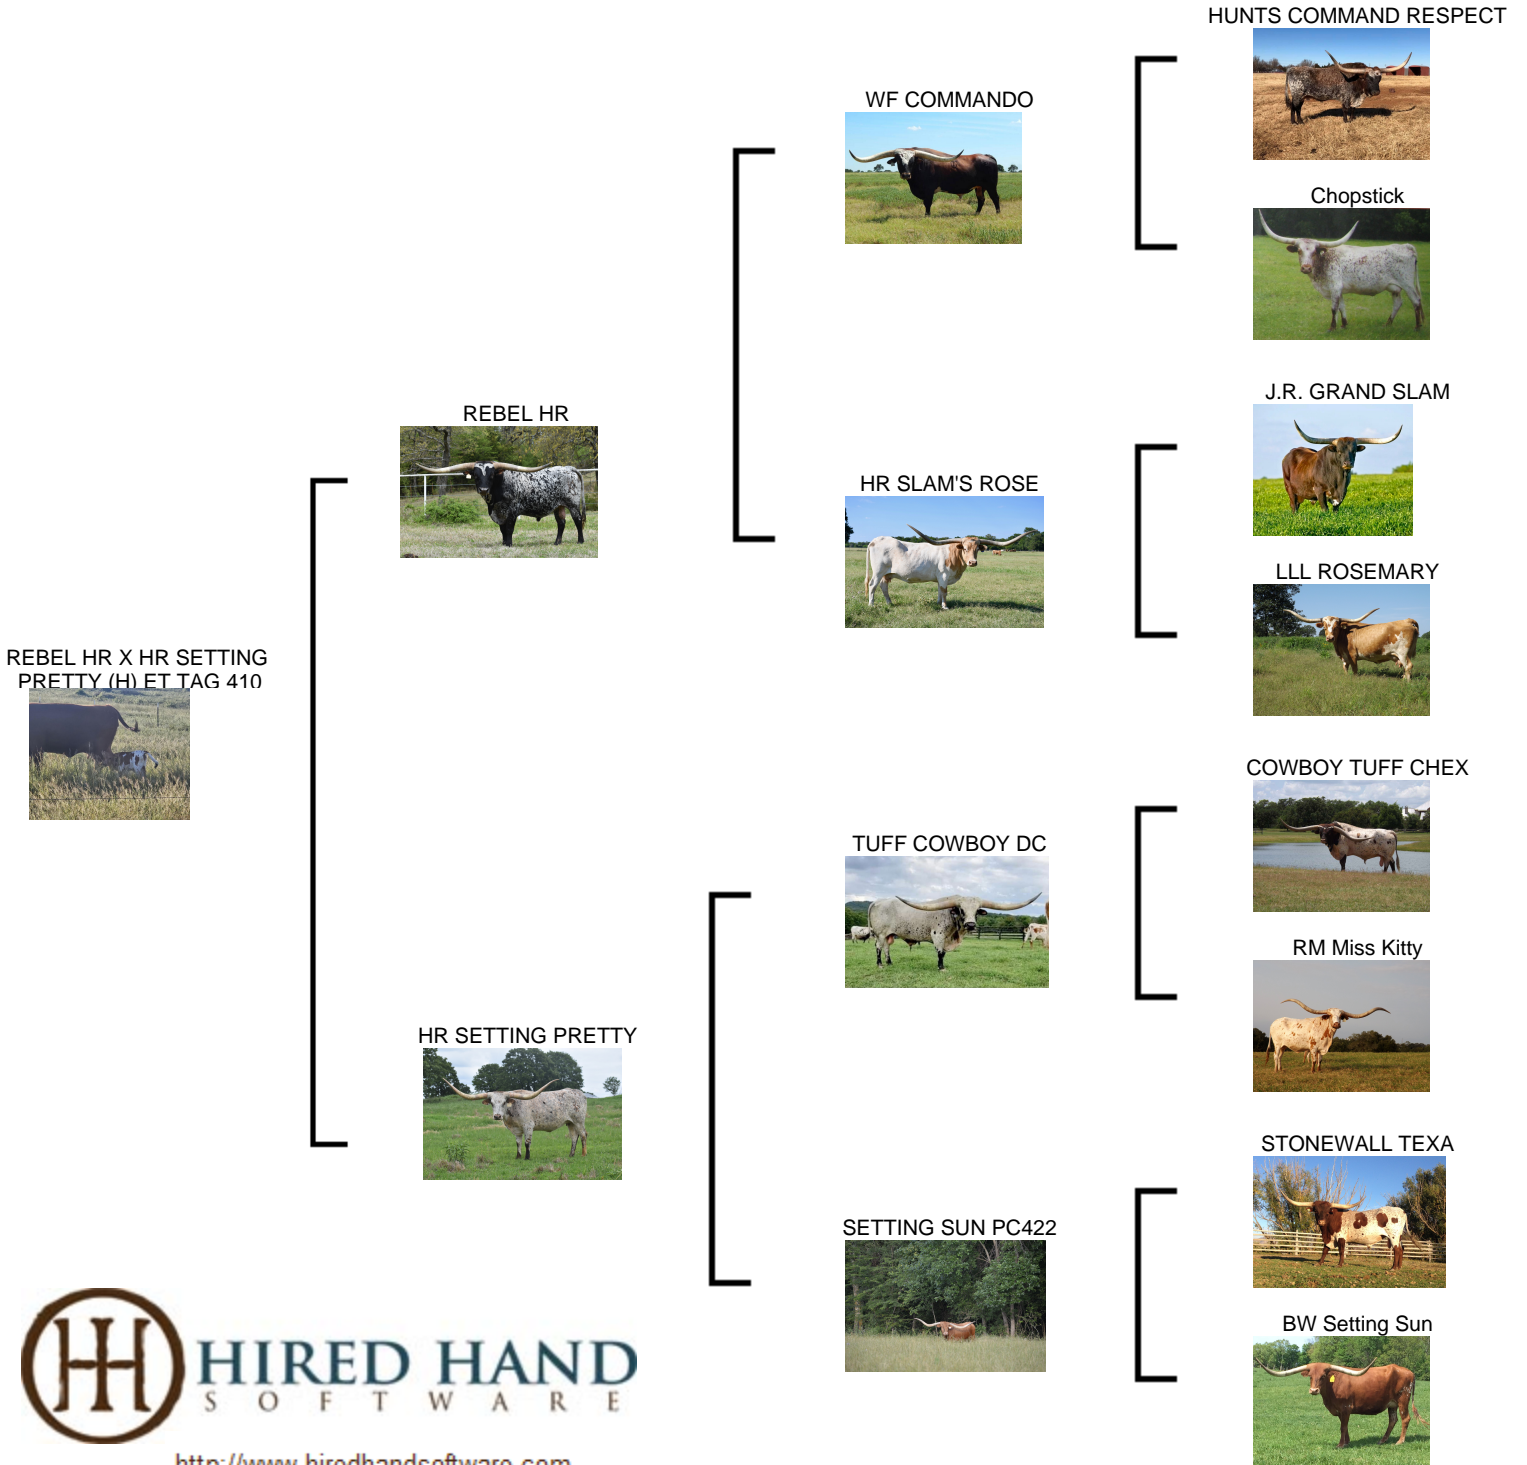 HUNTS COMMAND RESPECT
WF COMMANDO
Chopstick
J.R. GRAND SLAM
REBEL HR
HR SLAM'S ROSE
LLL ROSEMARY
REBEL HR X HR SETTING
PRETTY (H) ET TAG 410
COWBOY TUFF CHEX
TUFF COWBOY DC
RM Miss Kitty
HR SETTING PRETTY
STONEWALL TEXA
SETTING SUN PC422
BW Setting Sun
HIRED HAND
SOFTWARE
http://www.hiredhandsoftware.com